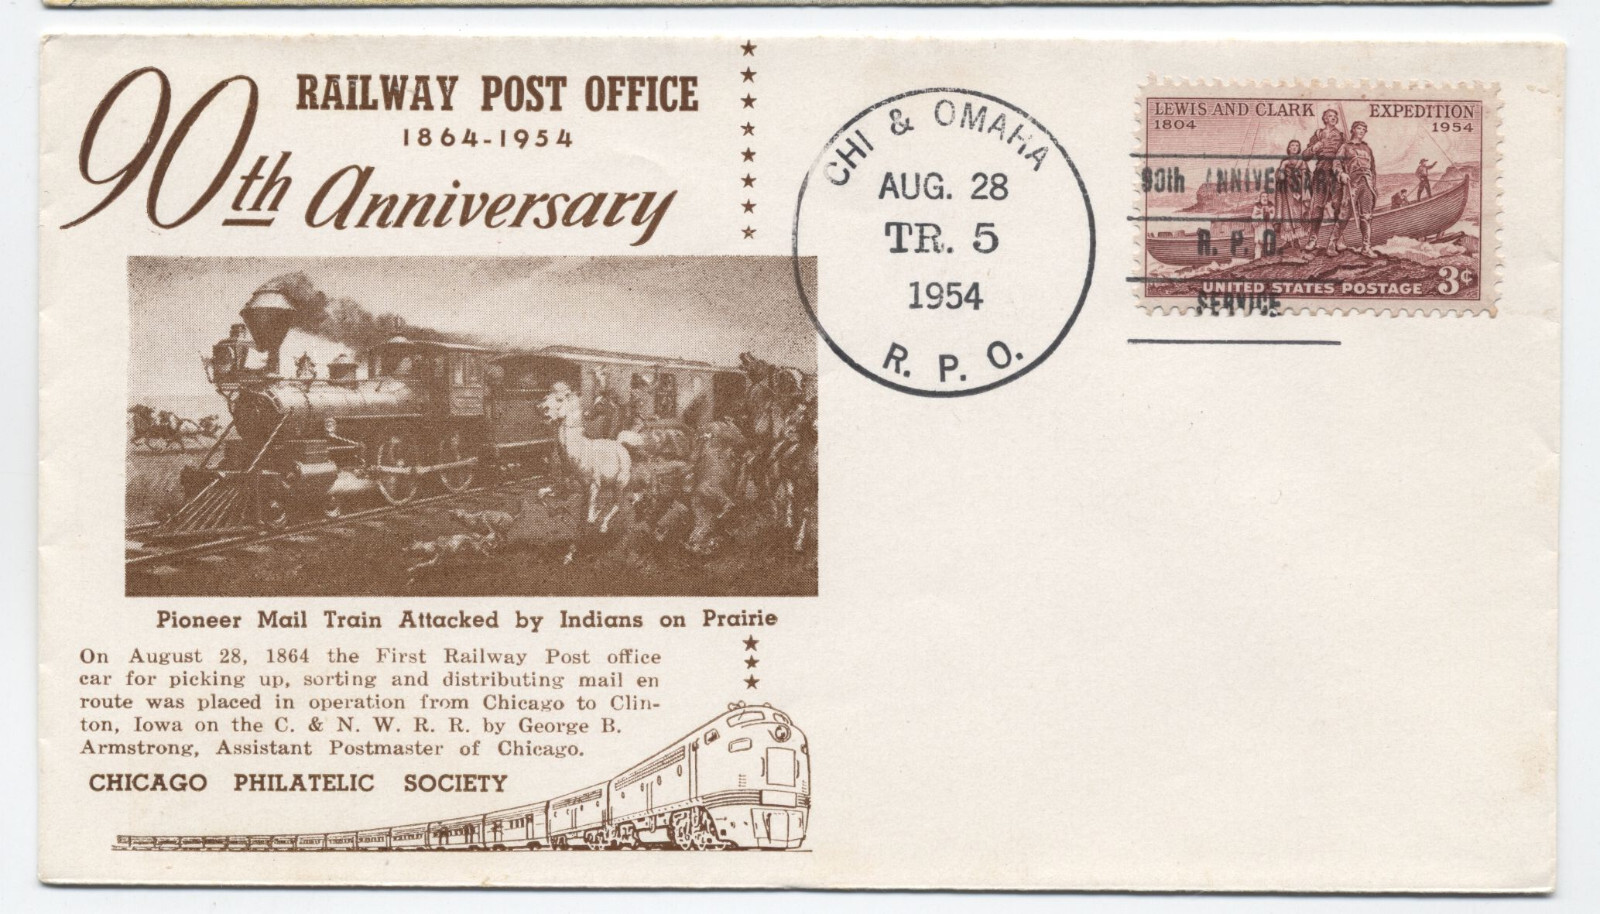 RAILWAY POST OFFICE
1864-1954
90th Anniversary
Pioneer Mail Train Attacked by Indians on Prairie
On August 28, 1864 the First Railway Post office
car for picking up, sorting and distributing mail en
route was placed in operation from Chicago to Clin-
ton, Iowa on the C. & N. W. R. R. by George B.
Armstrong, Assistant Postmaster of Chicago.
CHICAGO PHILATELIC SOCIETY
CHI & OMAHA
AUG. 28
TR. 5
1954
R. P. O.
LEWIS AND CLARK EXPEDITION
1804 1954
90th ANNIVERSARY
R. P. O.
UNITED STATES POSTAGE 3¢
SERVICE